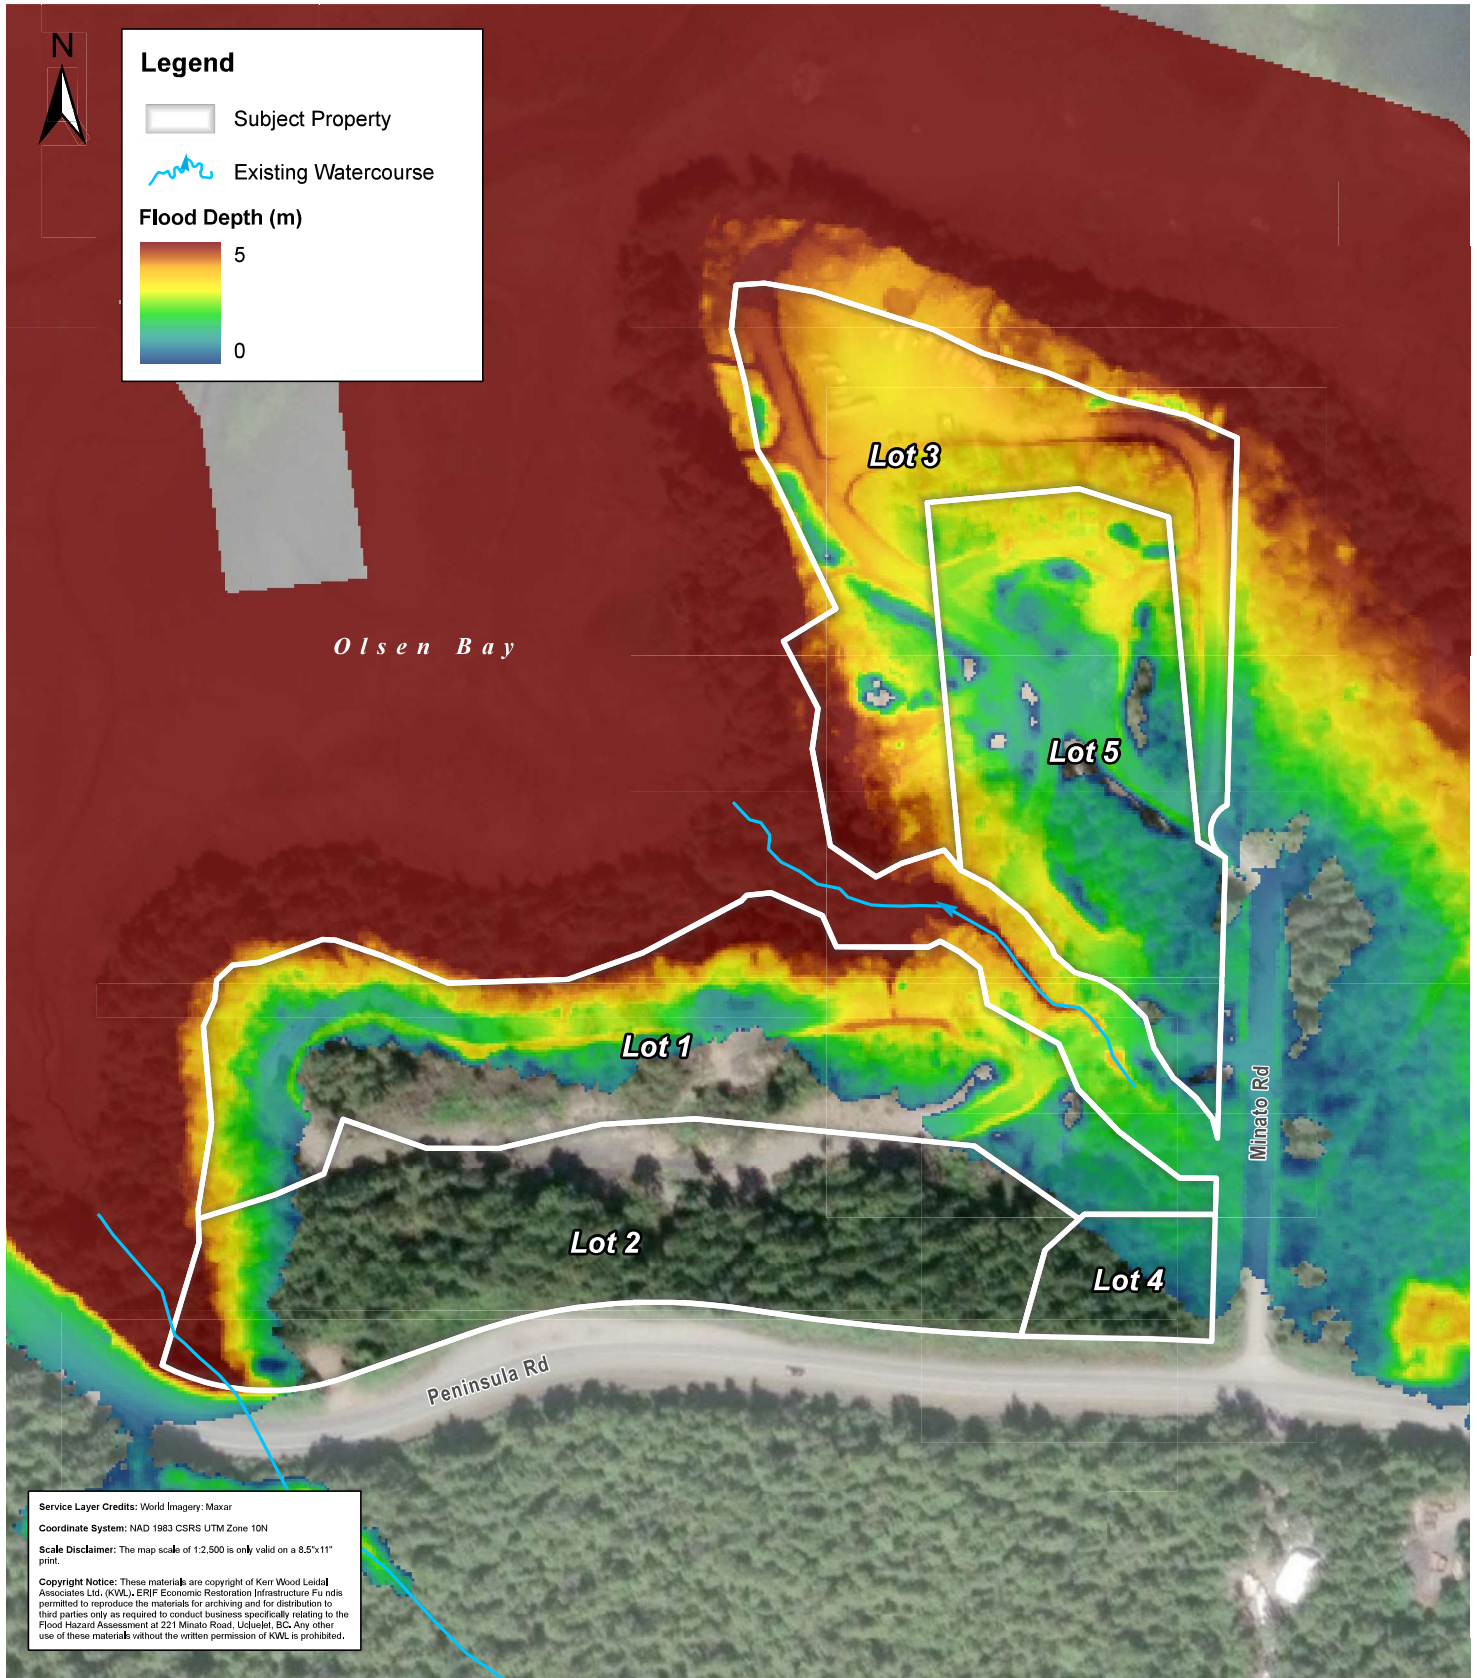 N
Legend
Subject Property
Existing Watercourse
Flood Depth (m)
5
0
Lot 3
Olsen Bay
Lot 5
Lot 1
Minato Rd
Lot 2
Lot 4
Peninsula Rd
Service Layer Credits: World Imagery: Maxar
Coordinate System: NAD 1983 CSRS UTM Zone 10N
Scale Disclaimer: The map scale of 1:2,500 is only valid on a 8.5"x11"
print.
Copyright Notice: These materials are copyright of Kerr Wood Leidal
Associates Ltd. (KWL). ERIF Economic Restoration Infrastructure Fu ndis
permitted to reproduce the materials for archiving and for distribution to
third parties only as required to conduct business specifically relating to the
Flood Hazard Assessment at 221 Minato Road, Ucluelet, BC. Any other
use of these materials without the written permission of KWL is prohibited.